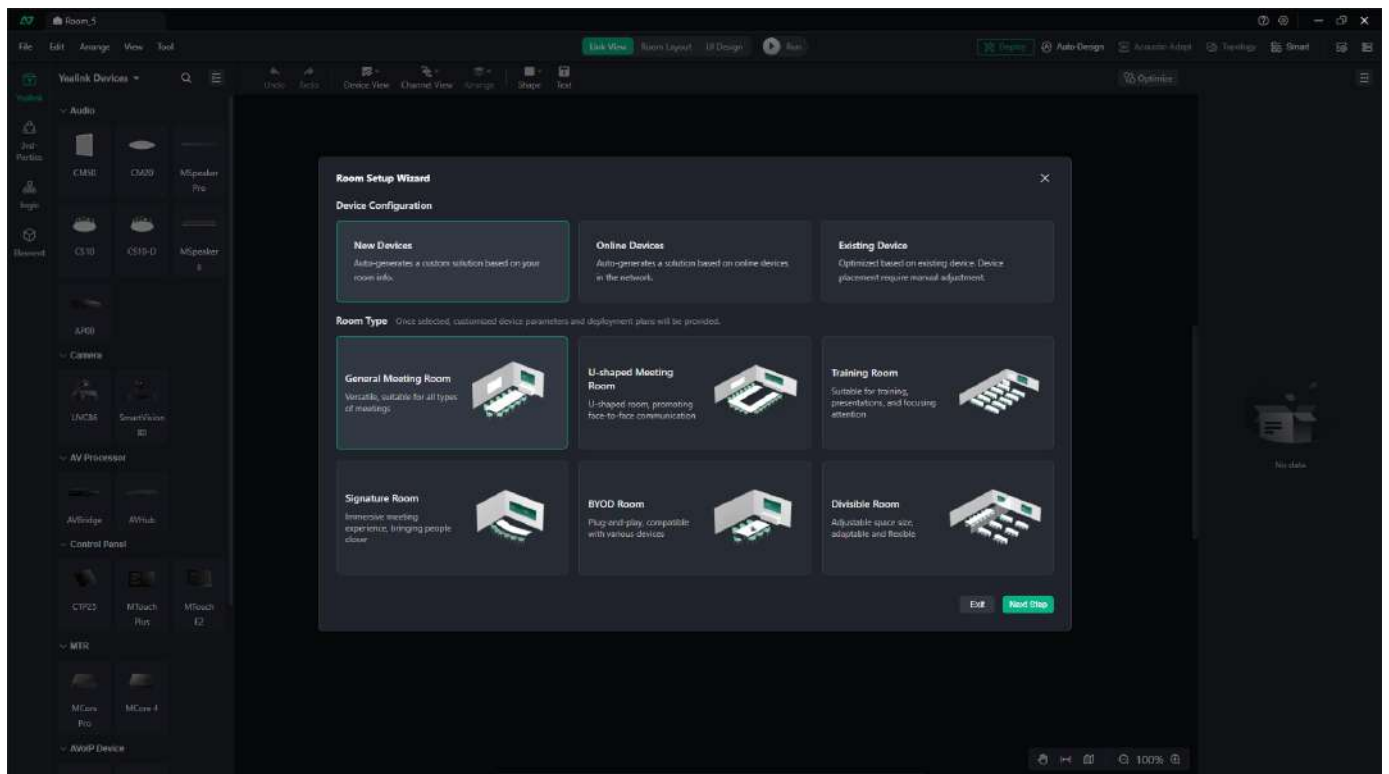 Room_5
File Edit Arrange View Tool
Link View Room Layout UI Design Run
Deploy Auto-Design Acoustic Adept Topology Smart
Yealink Devices
Undo Redo Device View Channel View Arrange Shape Text
Optimize
Yealink
3rd-
Parties
Logic
Element
Audio
CM50 CM20 MSpeaker
Pro
CS10 CS10-D MSpeaker
Camera
UVC86 SmartVision
AV Processor
AVBridge AVHub
Control Panel
CTP25 MTouch MTouch
Plus E2
MTR
MCore MCore 4
Pro
AVoIP Device
Room Setup Wizard
Device Configuration
New Devices
Auto-generates a custom solution based on your
room info.
Online Devices
Auto-generates a solution based on online devices
in the network.
Existing Device
Optimized based on existing device. Device
placement require manual adjustment.
Room Type Once selected, customized device parameters and deployment plans will be provided.
General Meeting Room
Versatile, suitable for all types
of meetings
U-shaped Meeting
Room
U-shaped room, promoting
face-to-face communication
Training Room
Suitable for training,
presentations, and focusing
attention
Signature Room
Immersive meeting
experience, bringing people
closer
BYOD Room
Plug-and-play, compatible
with various devices
Divisible Room
Adjustable space size,
adaptable and flexible
Exit Next Step
No data
100%